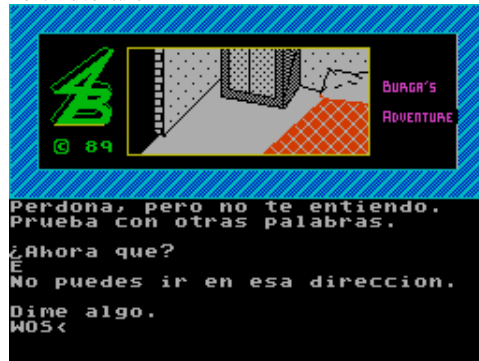 AB
© 89
BURGA'S
ADVENTURE
Perdona, pero no te entiendo.
Prueba con otras palabras.
¿Ahora que?
E
No puedes ir en esa direccion.
Dime algo.
WOS<